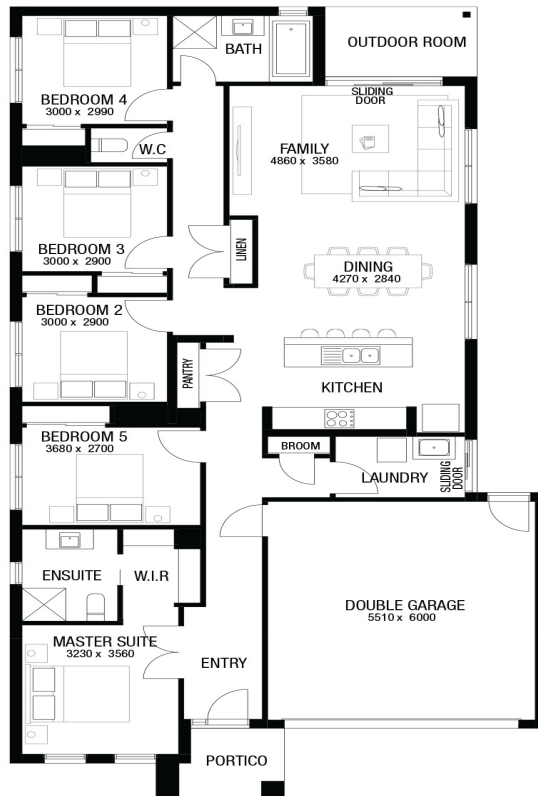 BATH
OUTDOOR ROOM
BEDROOM 4
3000 x 2990
SLIDING
DOOR
W.C
FAMILY
4860 x 3580
BEDROOM 3
3000 x 2900
LINEN
DINING
4270 x 2840
BEDROOM 2
3000 x 2900
PANTRY
KITCHEN
BEDROOM 5
3680 x 2700
BROOM
LAUNDRY
SLIDING
DOOR
ENSUITE
W.I.R
DOUBLE GARAGE
5510 x 6000
MASTER SUITE
3230 x 3560
ENTRY
PORTICO